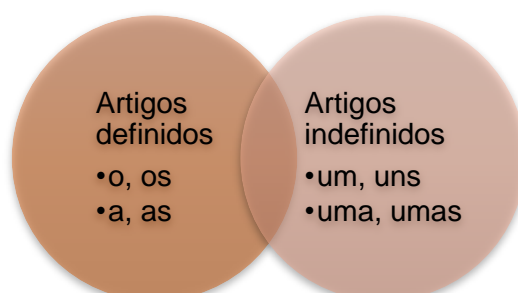 Artigos
definidos
•o, os
•a, as
Artigos
indefinidos
•um, uns
•uma, umas